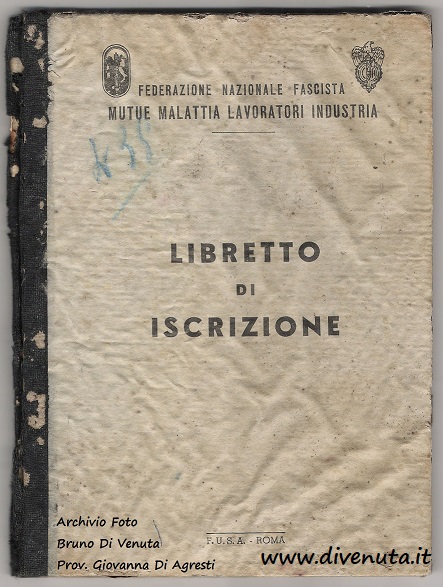 FEDERAZIONE NAZIONALE FASCISTA
MUTUE MALATTIA LAVORATORI INDUSTRIA
LIBRETTO
DI
ISCRIZIONE
F. U. S. A. - ROMA
Archivio Foto
Bruno Di Venuta
Prov. Giovanna Di Agresti
www.divenuta.it